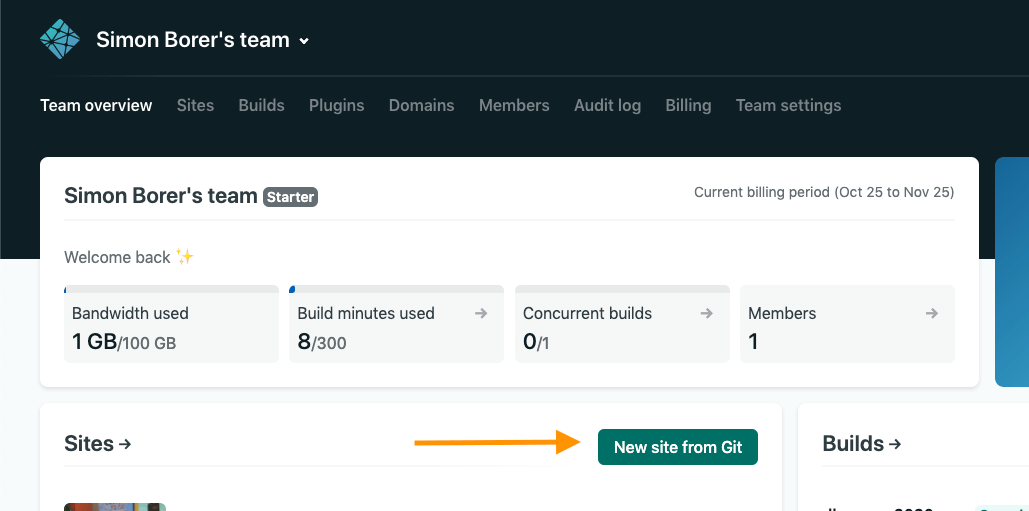 Simon Borer's team
Team overview Sites Builds Plugins Domains Members Audit log Billing Team settings
Simon Borer's team Starter
Current billing period (Oct 25 to Nov 25)
Welcome back ✨
Bandwidth used
1 GB/100 GB
Build minutes used →
8/300
Concurrent builds →
0/1
Members →
1
Sites →
New site from Git
Builds →